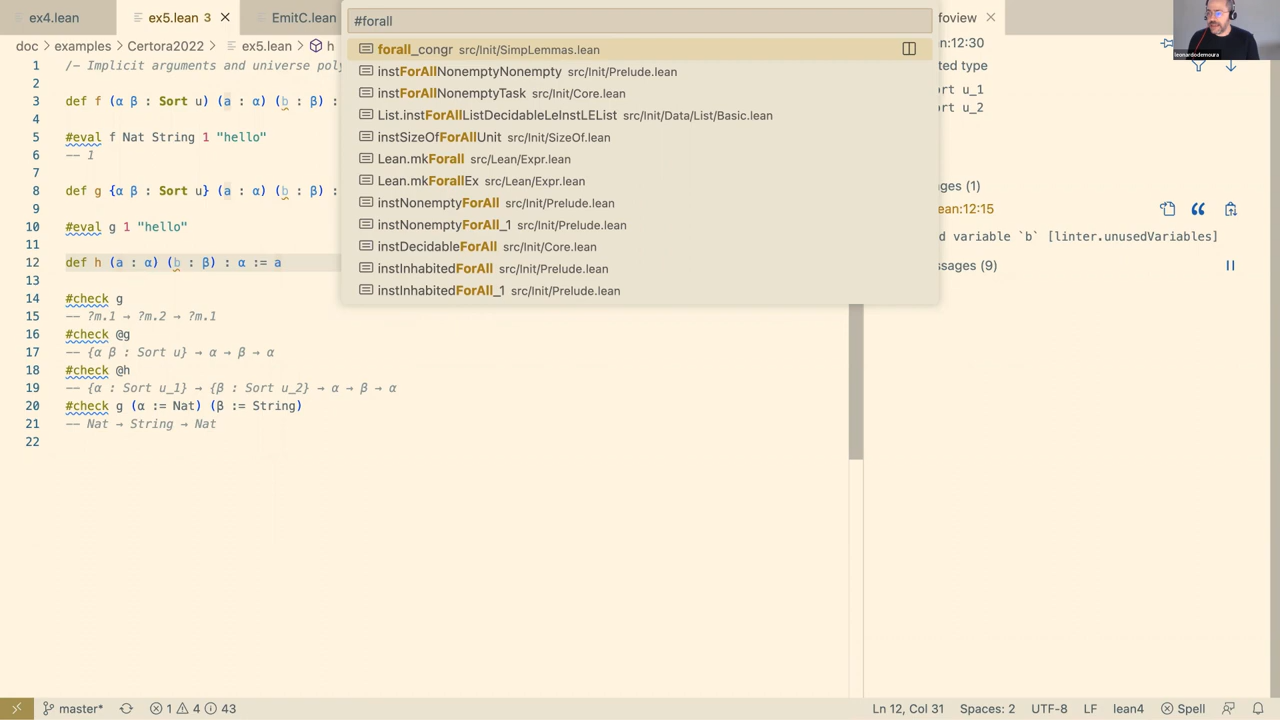 ex4.lean
ex5.lean 3
EmitC.lean
foview
doc > examples > Certora2022 > ex5.lean > h
#forall
forall_congr src/Init/SimpLemmas.lean
instForAllNonemptyNonempty src/Init/Prelude.lean
instForAllNonemptyTask src/Init/Core.lean
List.instForAllListDecidableLeInstLEList src/Init/Data/List/Basic.lean
instSizeOfForAllUnit src/Init/SizeOf.lean
Lean.mkForall src/Lean/Expr.lean
Lean.mkForallEx src/Lean/Expr.lean
instNonemptyForAll src/Init/Prelude.lean
instNonemptyForAll_1 src/Init/Prelude.lean
instDecidableForAll src/Init/Core.lean
instInhabitedForAll src/Init/Prelude.lean
instInhabitedForAll_1 src/Init/Prelude.lean
1 /- Implicit arguments and universe poly
2
3 def f (α β : Sort u) (a : α) (b : β) :
4
5 #eval f Nat String 1 "hello"
6 -- 1
7
8 def g {α β : Sort u} (a : α) (b : β) :
9
10 #eval g 1 "hello"
11
12 def h (a : α) (b : β) : α := a
13
14 #check g
15 -- ?m.1 → ?m.2 → ?m.1
16 #check @g
17 -- {α β : Sort u} → α → β → α
18 #check @h
19 -- {α : Sort u_1} → {β : Sort u_2} → α → β → α
20 #check g (α := Nat) (β := String)
21 -- Nat → String → Nat
22
an:12:30
ted type
ort u_1
ort u_2
ages (1)
ean:12:15
d variable `b` [linter.unusedVariables]
ssages (9)
leonardodemoura
master*
1 4 43
Ln 12, Col 31
Spaces: 2
UTF-8
LF
lean4
Spell